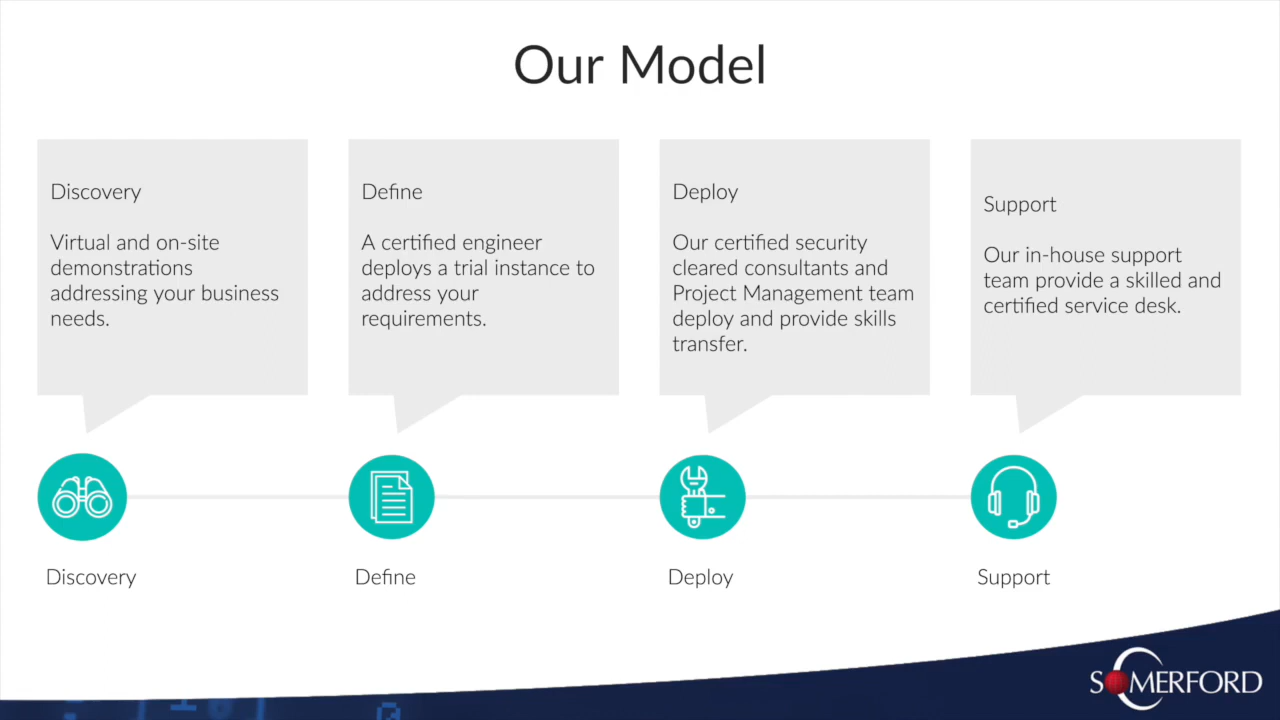 Our Model
Discovery
Virtual and on-site
demonstrations
addressing your business
needs.
Define
A certified engineer
deploys a trial instance to
address your
requirements.
Deploy
Our certified security
cleared consultants and
Project Management team
deploy and provide skills
transfer.
Support
Our in-house support
team provide a skilled and
certified service desk.
Discovery
Define
Deploy
Support
SOMERFORD